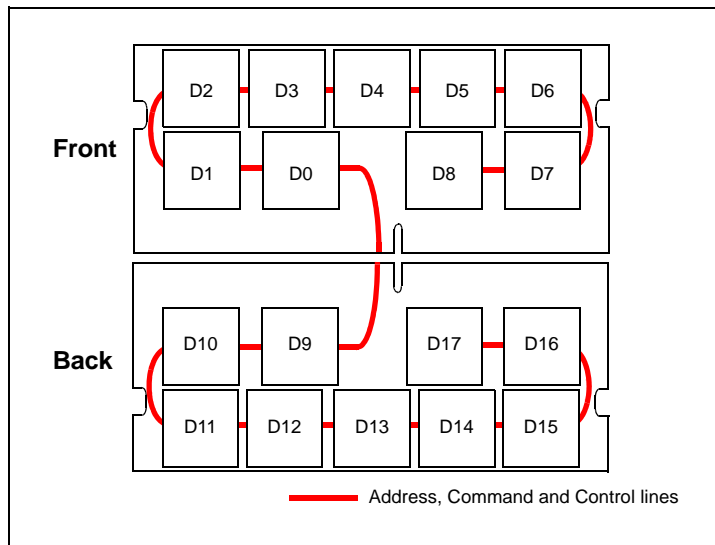 D2 D3 D4 D5 D6
Front
D1 D0 D8 D7
D10 D9 D17 D16
Back
D11 D12 D13 D14 D15
Address, Command and Control lines